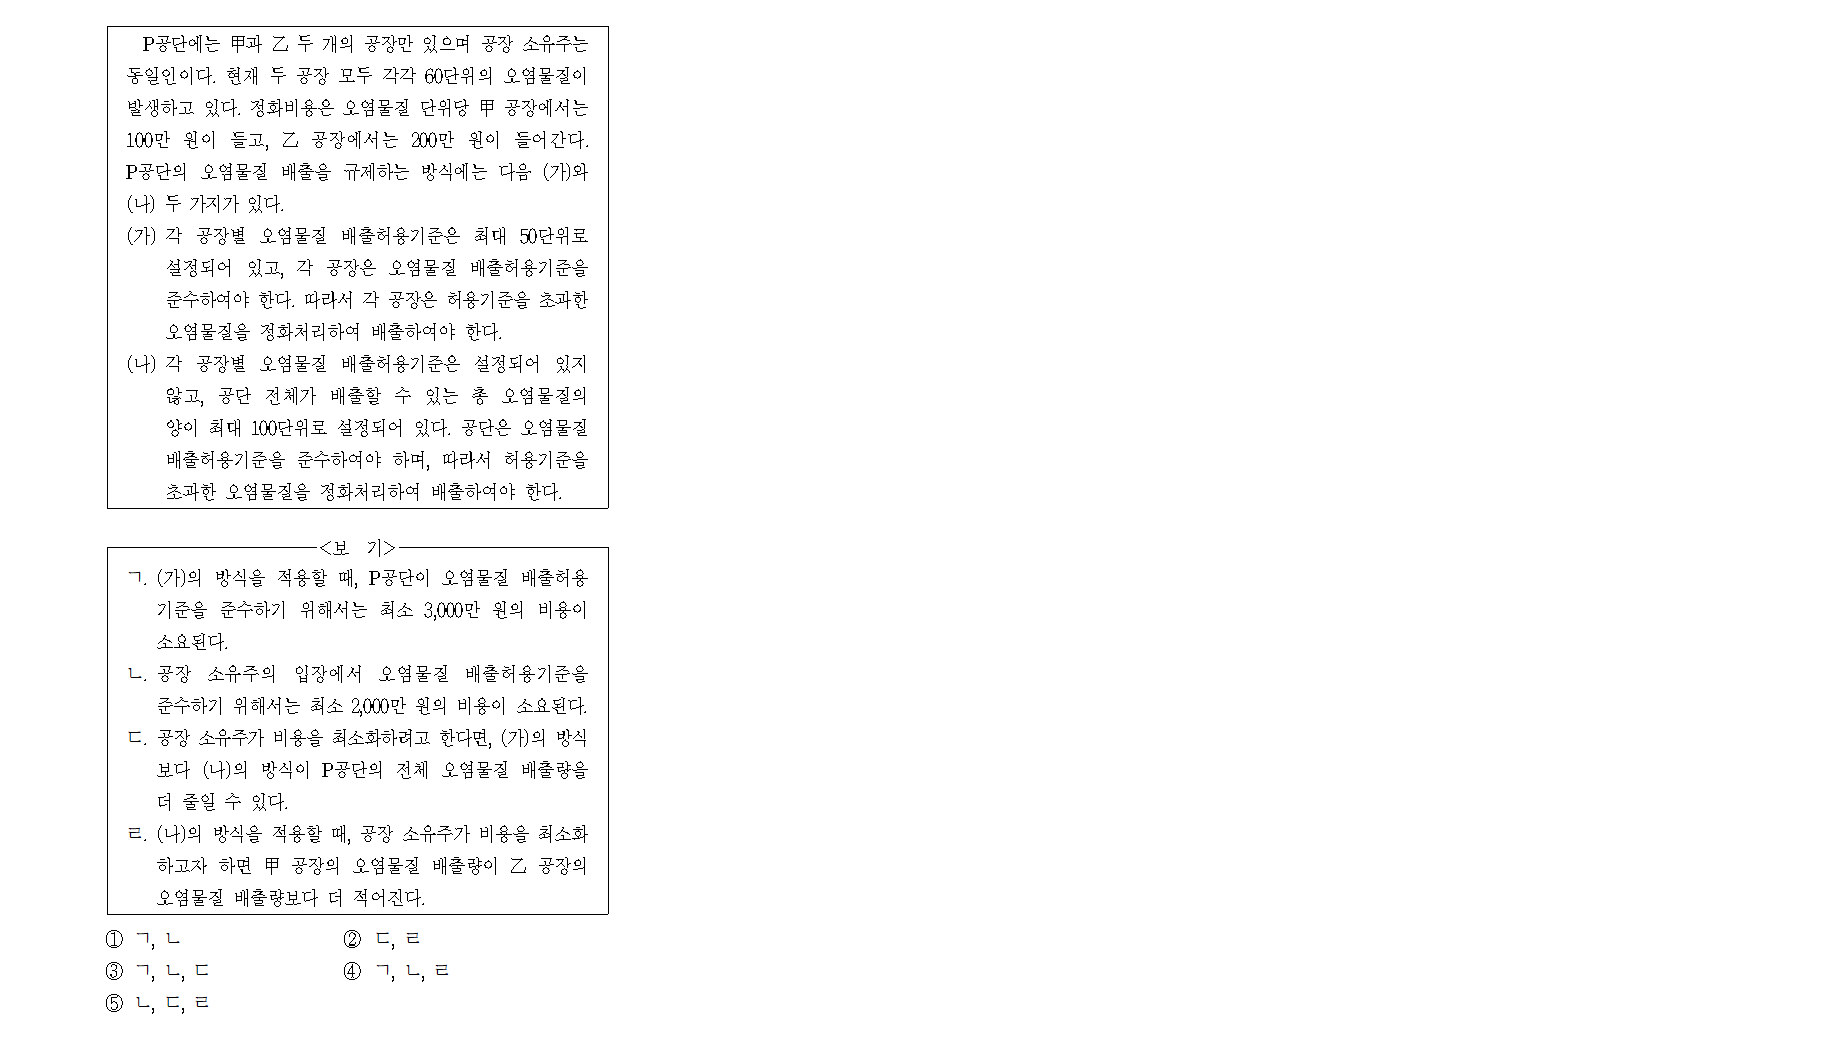 P공단에는 甲과 乙 두 개의 공장만 있으며 공장 소유주는
동일인이다. 현재 두 공장 모두 각각 60단위의 오염물질이
발생하고 있다. 정화비용은 오염물질 단위당 甲 공장에서는
100만 원이 들고, 乙 공장에서는 200만 원이 들어간다.
P공단의 오염물질 배출을 규제하는 방식에는 다음 (가)와
(나) 두 가지가 있다.
(가) 각 공장별 오염물질 배출허용기준은 최대 50단위로
설정되어 있고, 각 공장은 오염물질 배출허용기준을
준수하여야 한다. 따라서 각 공장은 허용기준을 초과한
오염물질을 정화처리하여 배출하여야 한다.
(나) 각 공장별 오염물질 배출허용기준은 설정되어 있지
않고, 공단 전체가 배출할 수 있는 총 오염물질의
양이 최대 100단위로 설정되어 있다. 공단은 오염물질
배출허용기준을 준수하여야 하며, 따라서 허용기준을
초과한 오염물질을 정화처리하여 배출하여야 한다.
<보 기>
ㄱ. (가)의 방식을 적용할 때, P공단이 오염물질 배출허용
기준을 준수하기 위해서는 최소 3,000만 원의 비용이
소요된다.
ㄴ. 공장 소유주의 입장에서 오염물질 배출허용기준을
준수하기 위해서는 최소 2,000만 원의 비용이 소요된다.
ㄷ. 공장 소유주가 비용을 최소화하려고 한다면, (가)의 방식
보다 (나)의 방식이 P공단의 전체 오염물질 배출량을
더 줄일 수 있다.
ㄹ. (나)의 방식을 적용할 때, 공장 소유주가 비용을 최소화
하고자 하면 甲 공장의 오염물질 배출량이 乙 공장의
오염물질 배출량보다 더 적어진다.
① ㄱ, ㄴ ② ㄷ, ㄹ
③ ㄱ, ㄴ, ㄷ ④ ㄱ, ㄴ, ㄹ
⑤ ㄴ, ㄷ, ㄹ